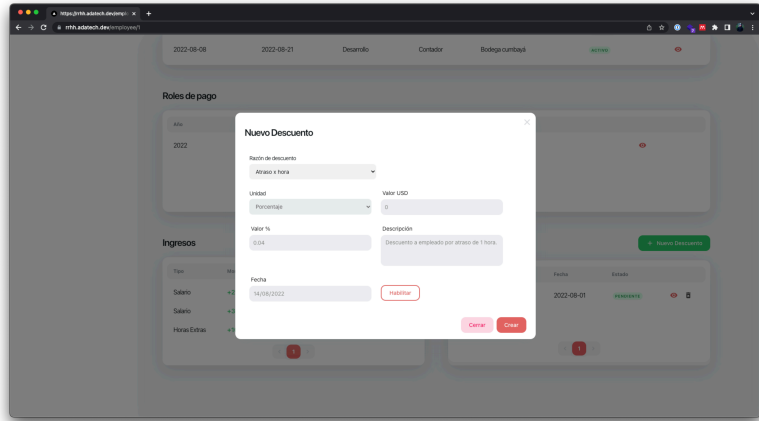 https://rrhh.adatech.dev/emplo
rrhh.adatech.dev/employee/1
2022-08-08 2022-08-21 Desarrollo Contador Bodega cumbayá ACTIVO
Roles de pago
Año
2022
Nuevo Descuento
Razón de descuento
Atraso x hora
Unidad Valor USD
Porcentaje 0
Valor % Descripción
0.04 Descuento a empleado por atraso de 1 hora.
Fecha
14/08/2022 Habilitar
Cerrar Crear
Ingresos + Nuevo Descuento
Tipo Fecha Estado
Salario 2022-08-01 PENDIENTE
Salario
Horas Extras
1 1